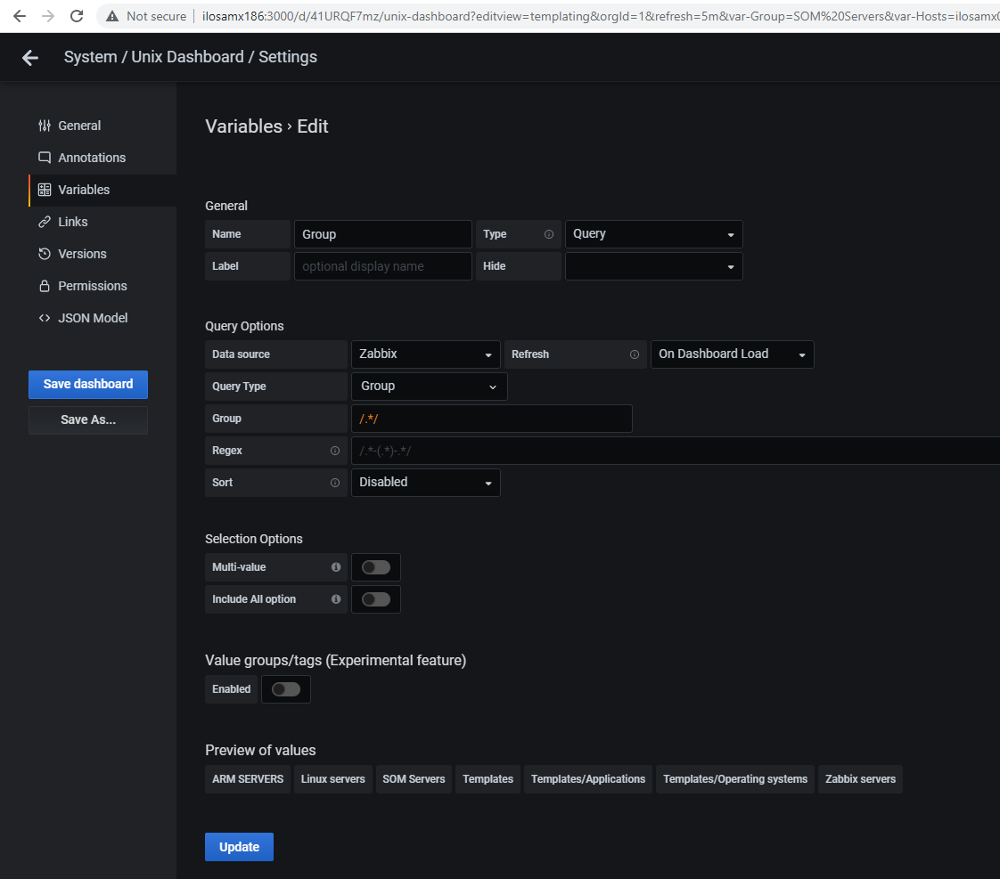 Not secure | ilosamx186:3000/d/41URQF7mz/unix-dashboard?editview=templating&orgId=1&refresh=5m&var-Group=SOM%20Servers&var-Hosts=ilosamx0
System / Unix Dashboard / Settings
General
Annotations
Variables
Links
Versions
Permissions
JSON Model
Save dashboard
Save As...
Variables › Edit
General
Name Group Type Query
Label optional display name Hide
Query Options
Data source Zabbix Refresh On Dashboard Load
Query Type Group
Group /.*/
Regex /.*-(.*)-.*/
Sort Disabled
Selection Options
Multi-value
Include All option
Value groups/tags (Experimental feature)
Enabled
Preview of values
ARM SERVERS Linux servers SOM Servers Templates Templates/Applications Templates/Operating systems Zabbix servers
Update